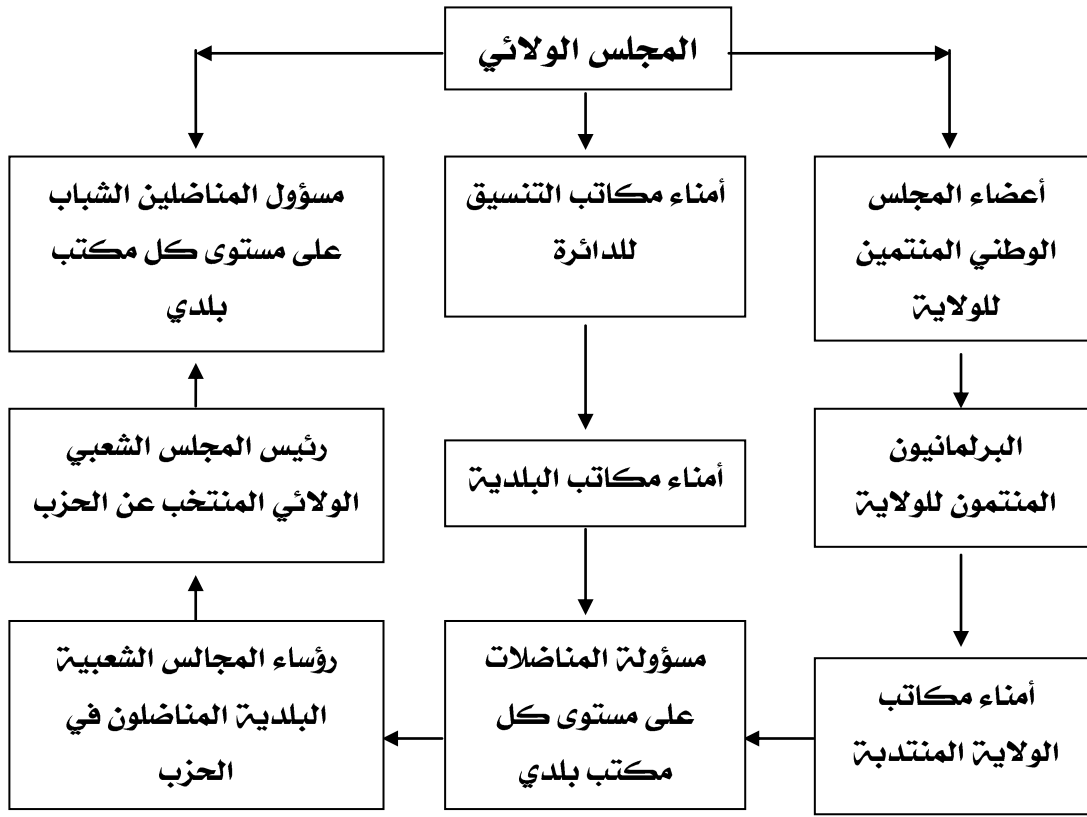 المجلس الولائي
أعضاء المجلس
الوطني المنتمين
للولاية
أمناء مكاتب التنسيق
للدائرة
مسؤول المناضلين الشباب
على مستوى كل مكتب
بلدي
البرلمانيون
المنتمون للولاية
أمناء مكاتب البلدية
رئيس المجلس الشعبي
الولائي المنتخب عن الحزب
أمناء مكاتب
الولاية المنتدبة
مسؤولة المناضلات
على مستوى كل
مكتب بلدي
رؤساء المجالس الشعبية
البلدية المناضلون في
الحزب